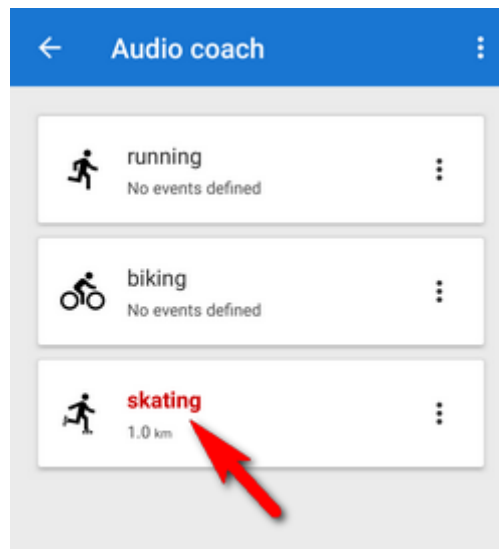 Audio coach
running
No events defined
biking
No events defined
skating
1.0 km